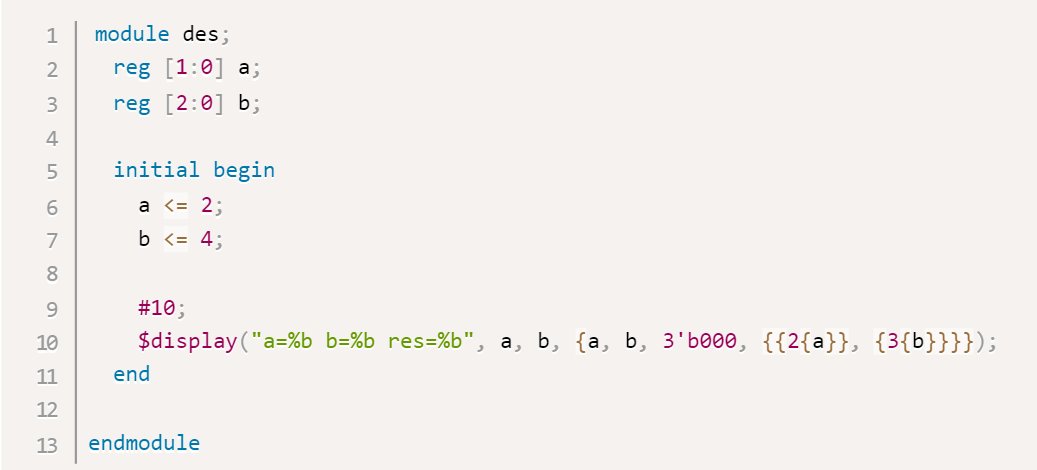 1 module des;
2 reg [1:0] a;
3 reg [2:0] b;
4
5 initial begin
6 a <= 2;
7 b <= 4;
8
9 #10;
10 $display("a=%b b=%b res=%b", a, b, {a, b, 3'b000, {{2{a}}, {3{b}}}});
11 end
12
13 endmodule